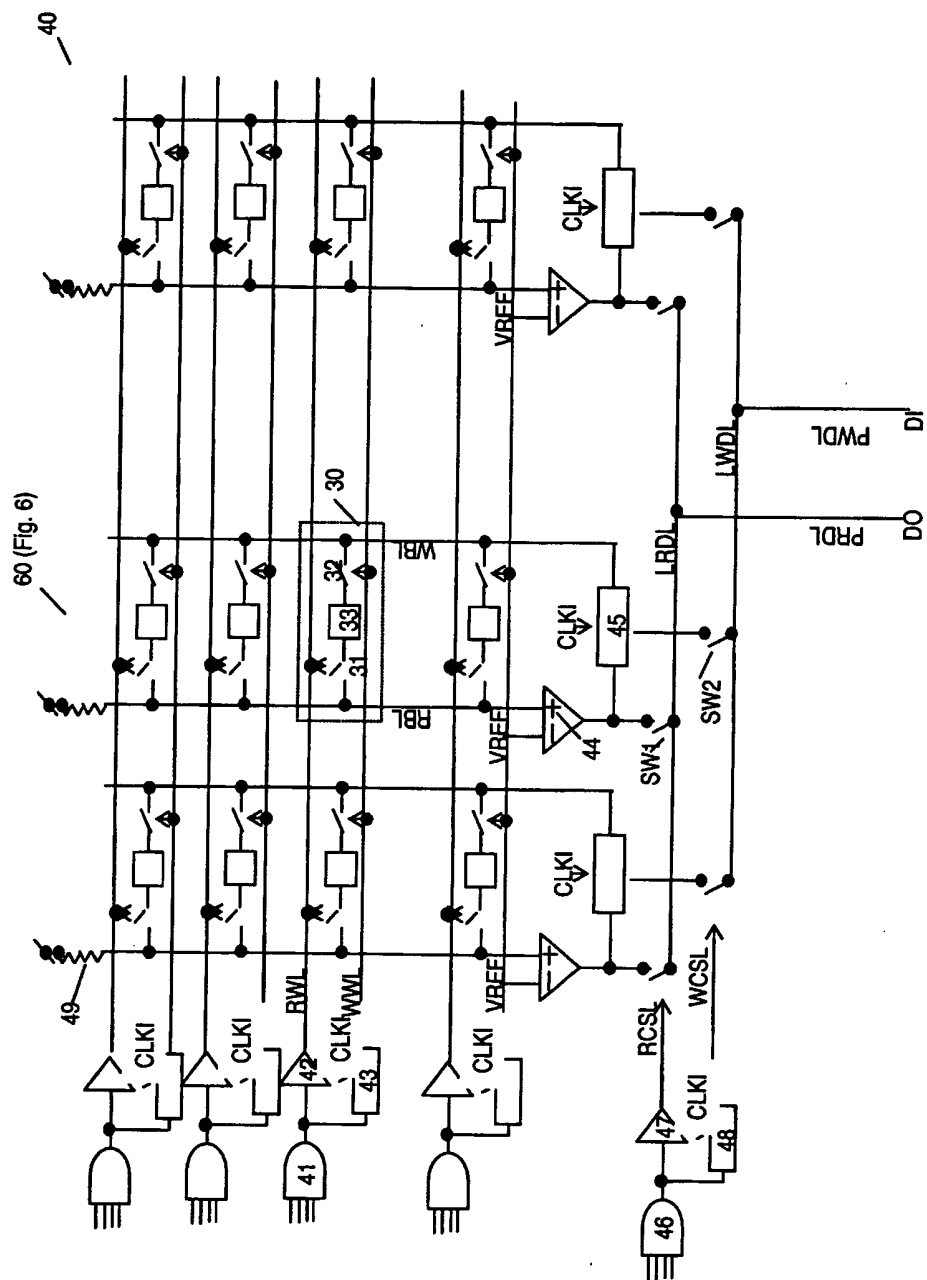 40
60 (Fig. 6)
30
49
CLKI
CLKI
RWL
CLKI
WWL
CLKI
41
42
43
31
32
33
RBL
WBL
VREF
VREF
VREF
44
45
CLKI
CLKI
CLKI
SW1
SW2
LRDL
LWDL
RCSL
WCSL
CLKI
46
47
48
PRDL
PWDL
DO
DI